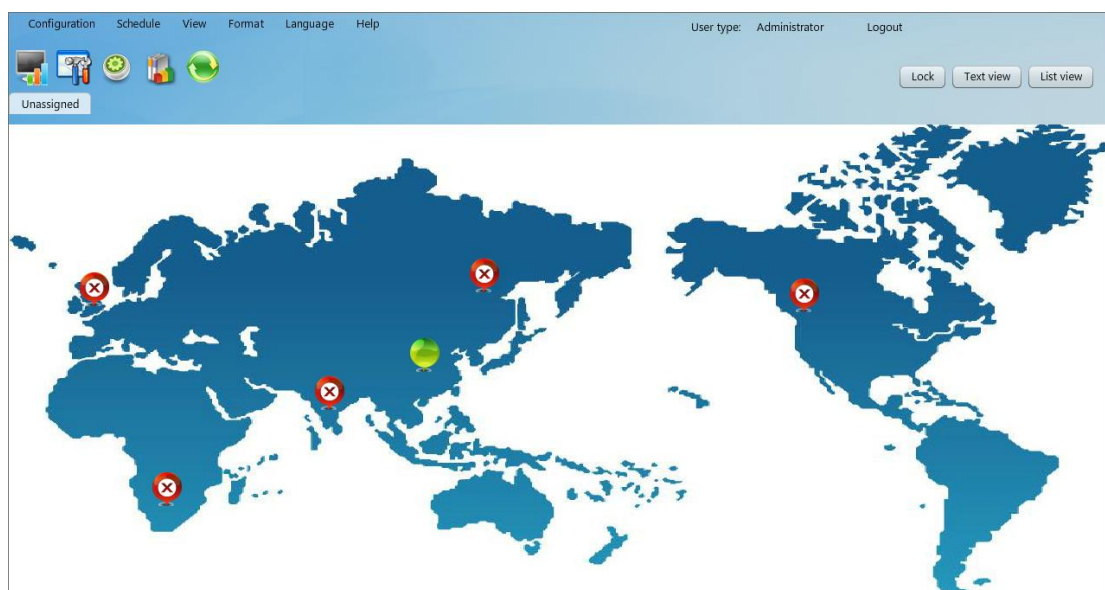 Configuration Schedule View Format Language Help User type: Administrator Logout
Lock Text view List view
Unassigned